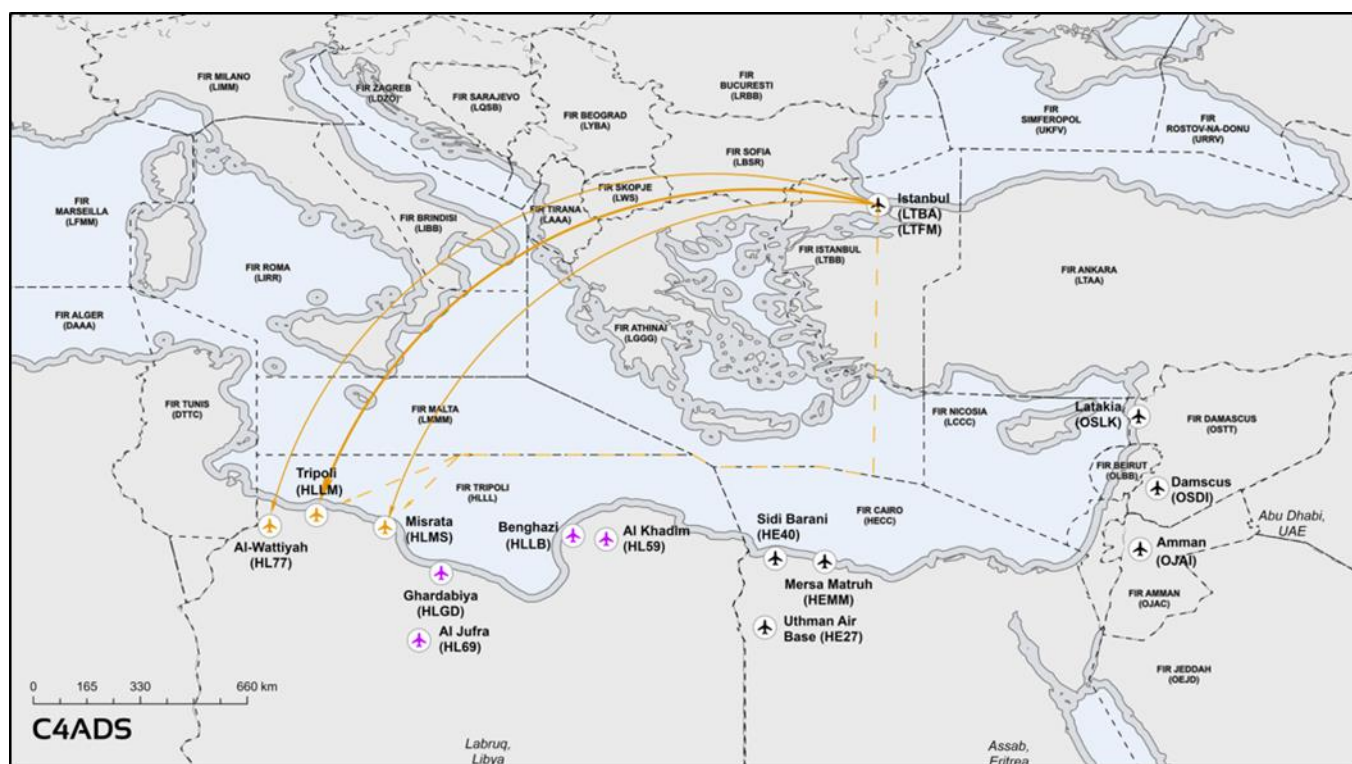 FIR MILANO
(LIMM)
FIR ZAGREB
(LDZO)
FIR SARAJEVO
(LQSB)
FIR BEOGRAD
(LYBA)
FIR
BUCURESTI
(LRBB)
FIR
SIMFEROPOL
(UKFV)
FIR
ROSTOV-NA-DONU
(URRV)
FIR SOFIA
(LBSR)
FIR
MARSEILLA
(LFMM)
FIR BRINDISI
(LIBB)
FIR TIRANA
(LAAA)
FIR SKOPJE
(LWS)
Istanbul
(LTBA)
(LTFM)
FIR ISTANBUL
(LTBB)
FIR ROMA
(LIRR)
FIR ANKARA
(LTAA)
FIR ALGER
(DAAA)
FIR ATHINAI
(LGGG)
FIR TUNIS
(DTTC)
FIR MALTA
(LMMM)
FIR NICOSIA
(LCCC)
Latakia
(OSLK)
FIR DAMASCUS
(OSTT)
Tripoli
(HLLM)
FIR TRIPOLI
(HLLL)
FIR BEIRUT
(OLBB)
Damscus
(OSDI)
Al-Wattiyah
(HL77)
Misrata
(HLMS)
Benghazi
(HLLB)
Al Khadim
(HL59)
Sidi Barani
(HE40)
FIR CAIRO
(HECC)
Abu Dhabi,
UAE
Amman
(OJAI)
Ghardabiya
(HLGD)
Mersa Matruh
(HEMM)
FIR AMMAN
(OJAC)
Al Jufra
(HL69)
Uthman Air
Base (HE27)
FIR JEDDAH
(OEJD)
0 165 330 660 km
C4ADS
Labruq,
Libya
Assab,
Eritrea